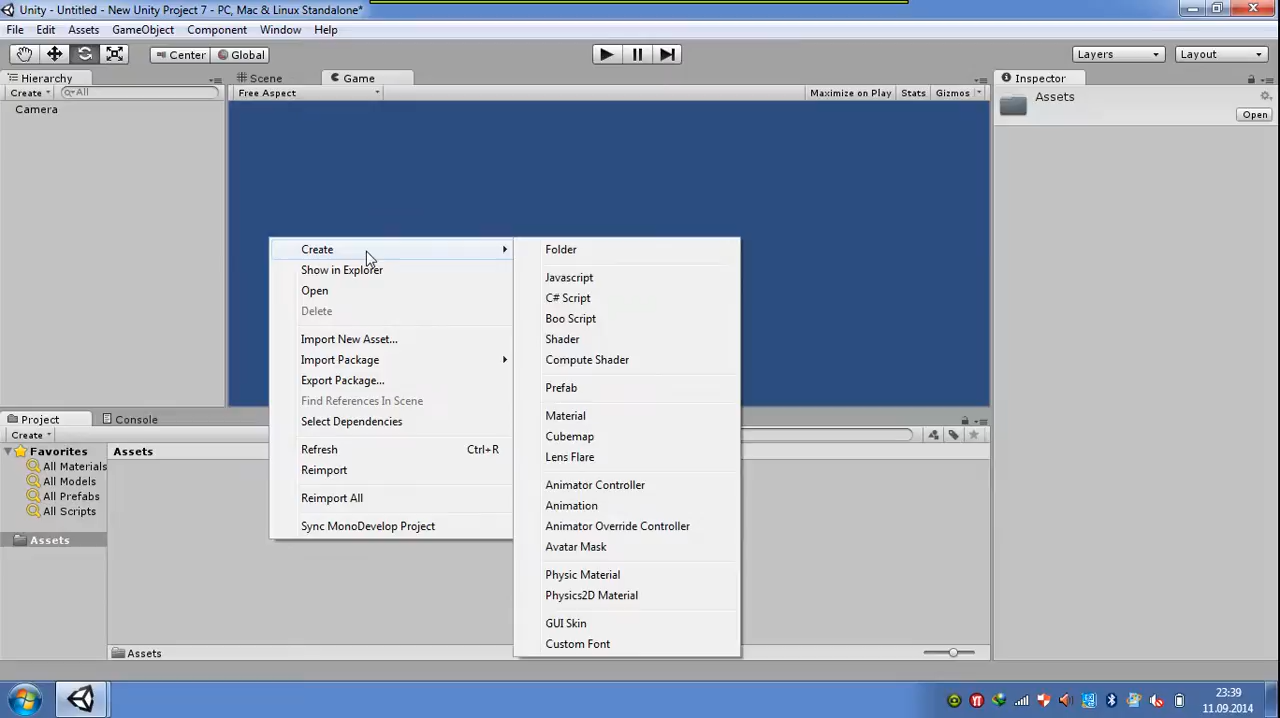 Unity - Untitled - New Unity Project 7 - PC, Mac & Linux Standalone*
File Edit Assets GameObject Component Window Help
Center Global Layers Layout
Hierarchy Scene Game Inspector
Create All Free Aspect Maximize on Play Stats Gizmos Assets
Camera
Open
Create
Show in Explorer
Open
Delete
Import New Asset...
Import Package
Export Package...
Find References In Scene
Select Dependencies
Refresh Ctrl+R
Reimport
Reimport All
Sync MonoDevelop Project
Folder
Javascript
C# Script
Boo Script
Shader
Compute Shader
Prefab
Material
Cubemap
Lens Flare
Animator Controller
Animation
Animator Override Controller
Avatar Mask
Physic Material
Physics2D Material
GUI Skin
Custom Font
Project Console
Create
Favorites Assets
All Materials
All Models
All Prefabs
All Scripts
Assets
Assets
23:39
11.09.2014